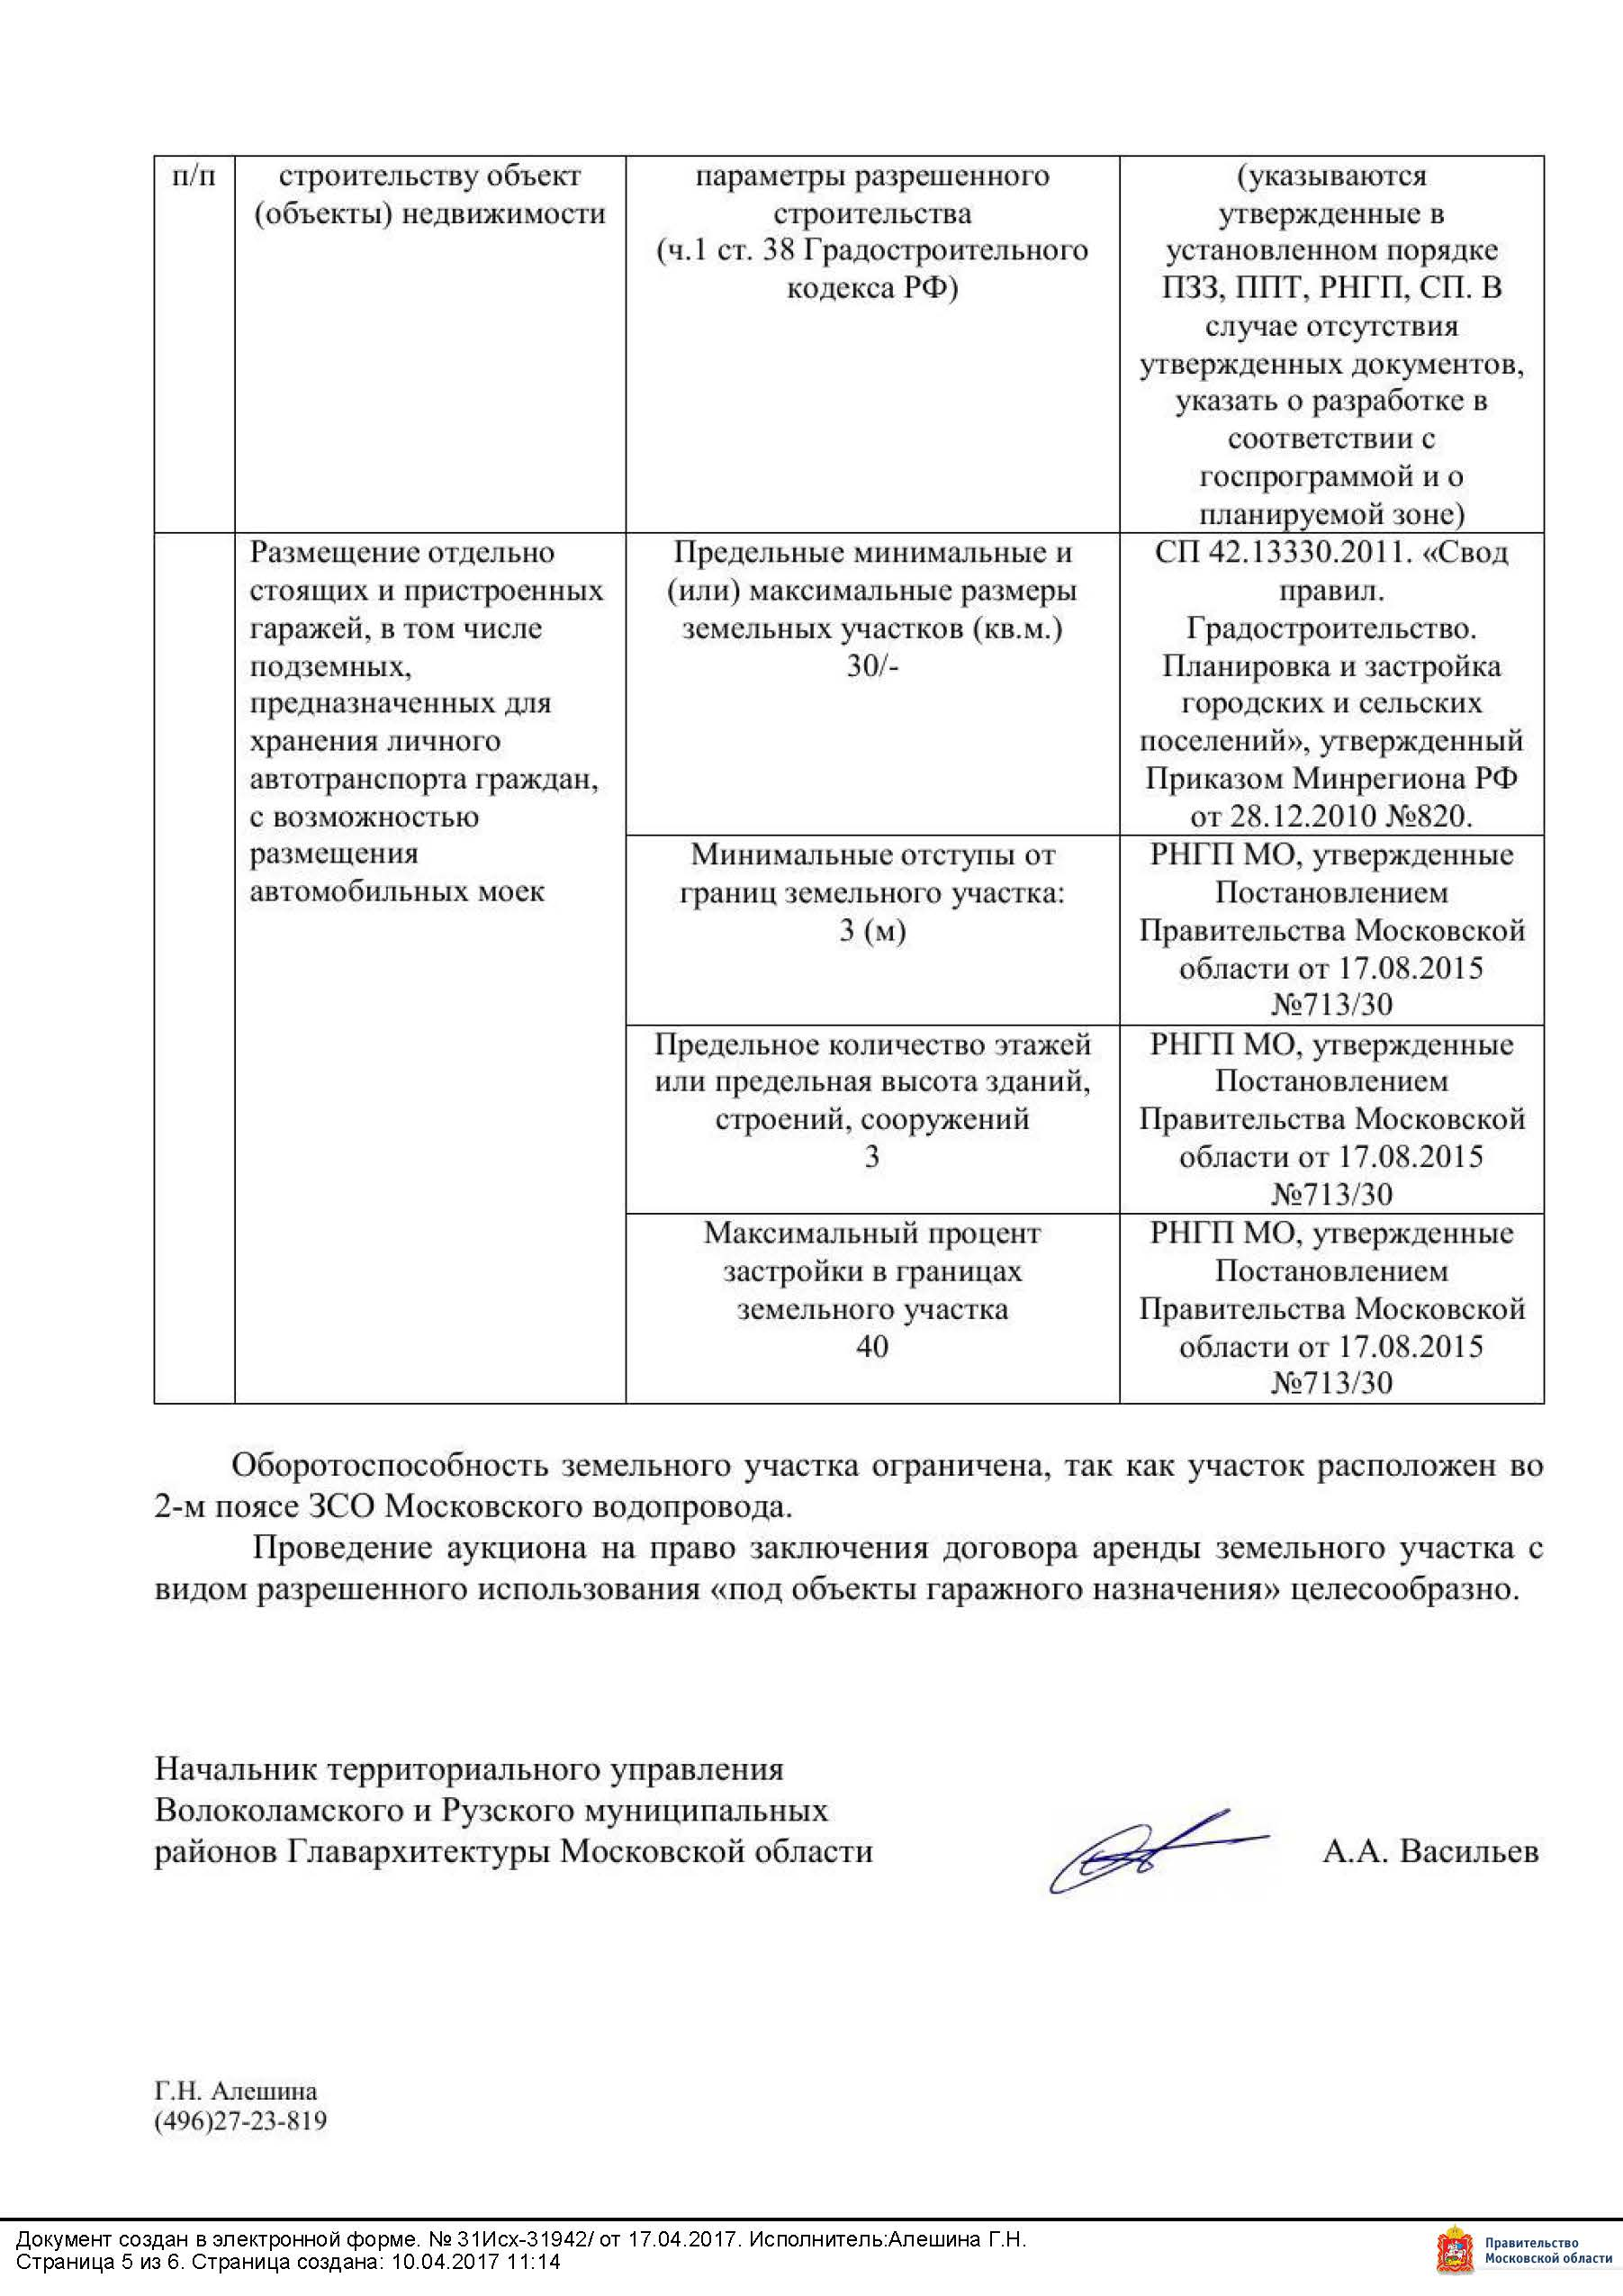 п/п
строительству объект
(объекты) недвижимости
параметры разрешенного
строительства
(ч.1 ст. 38 Градостроительного
кодекса РФ)
(указываются
утвержденные в
установленном порядке
ПЗЗ, ППТ, РНГП, СП. В
случае отсутствия
утвержденных документов,
указать о разработке в
соответствии с
госпрограммой и о
планируемой зоне)
Размещение отдельно
стоящих и пристроенных
гаражей, в том числе
подземных,
предназначенных для
хранения личного
автотранспорта граждан,
с возможностью
размещения
автомобильных моек
Предельные минимальные и
(или) максимальные размеры
земельных участков (кв.м.)
30/-
СП 42.13330.2011. «Свод
правил.
Градостроительство.
Планировка и застройка
городских и сельских
поселений», утвержденный
Приказом Минрегиона РФ
от 28.12.2010 №820.
Минимальные отступы от
границ земельного участка:
3 (м)
РНГП МО, утвержденные
Постановлением
Правительства Московской
области от 17.08.2015
№713/30
Предельное количество этажей
или предельная высота зданий,
строений, сооружений
3
РНГП МО, утвержденные
Постановлением
Правительства Московской
области от 17.08.2015
№713/30
Максимальный процент
застройки в границах
земельного участка
40
РНГП МО, утвержденные
Постановлением
Правительства Московской
области от 17.08.2015
№713/30
Оборотоспособность земельного участка ограничена, так как участок расположен во
2-м поясе ЗСО Московского водопровода.
Проведение аукциона на право заключения договора аренды земельного участка с
видом разрешенного использования «под объекты гаражного назначения» целесообразно.
Начальник территориального управления
Волоколамского и Рузского муниципальных
районов Главархитектуры Московской области
А.А. Васильев
Г.Н. Алешина
(496)27-23-819
Документ создан в электронной форме. № 31Исх-31942/ от 17.04.2017. Исполнитель:Алешина Г.Н.
Страница 5 из 6. Страница создана: 10.04.2017 11:14
Правительство
Московской области